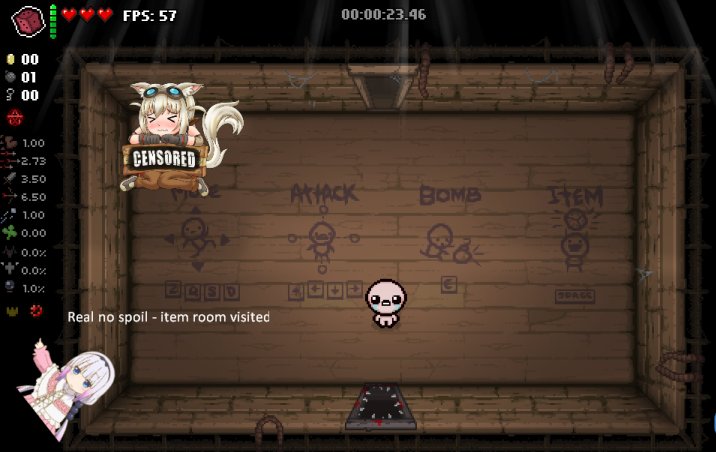 FPS: 57
00:00:23.46
00
01
00
CENSORED
ATTACK
BOMB
ITEM
1.00
-2.73
3.50
6.50
1.00
0.00
0.0%
0.0%
1.0%
Z Q S D
E
SPACE
Real no spoil - item room visited